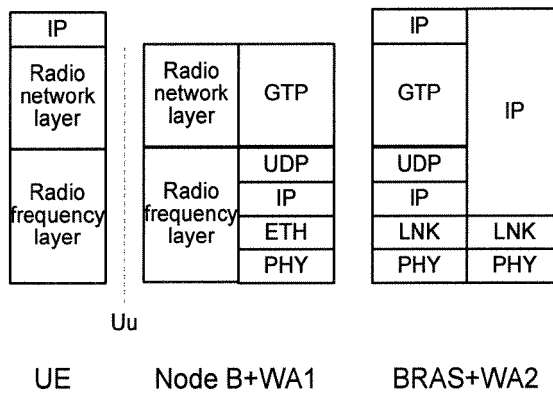 IP
Radio
network
layer
Radio
frequency
layer
Uu
UE
Radio
network
layer
GTP
Radio
frequency
layer
UDP
IP
ETH
PHY
Node B+WA1
IP
GTP
UDP
IP
LNK
PHY
IP
LNK
PHY
BRAS+WA2